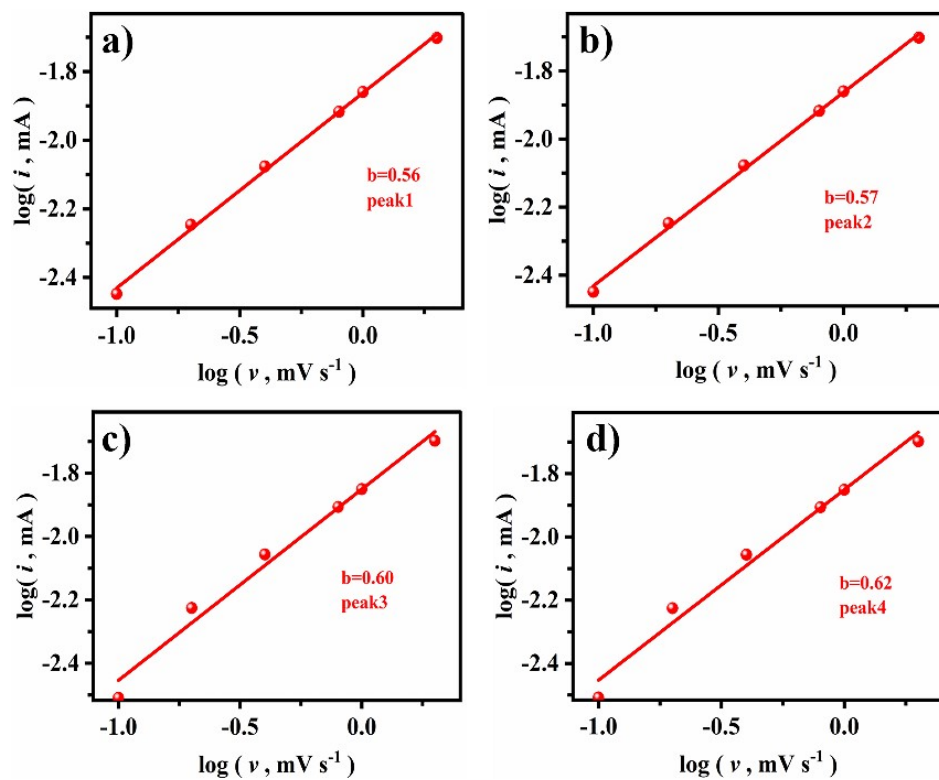 a)
log( i , mA )
-1.8
-2.0
-2.2
-2.4
b=0.56
peak1
-1.0 -0.5 0.0
log ( v , mV s⁻¹ )
b)
log( i , mA )
-1.8
-2.0
-2.2
-2.4
b=0.57
peak2
-1.0 -0.5 0.0
log ( v , mV s⁻¹ )
c)
log( i , mA )
-1.8
-2.0
-2.2
-2.4
b=0.60
peak3
-1.0 -0.5 0.0
log ( v , mV s⁻¹ )
d)
log( i , mA )
-1.8
-2.0
-2.2
-2.4
b=0.62
peak4
-1.0 -0.5 0.0
log ( v , mV s⁻¹ )